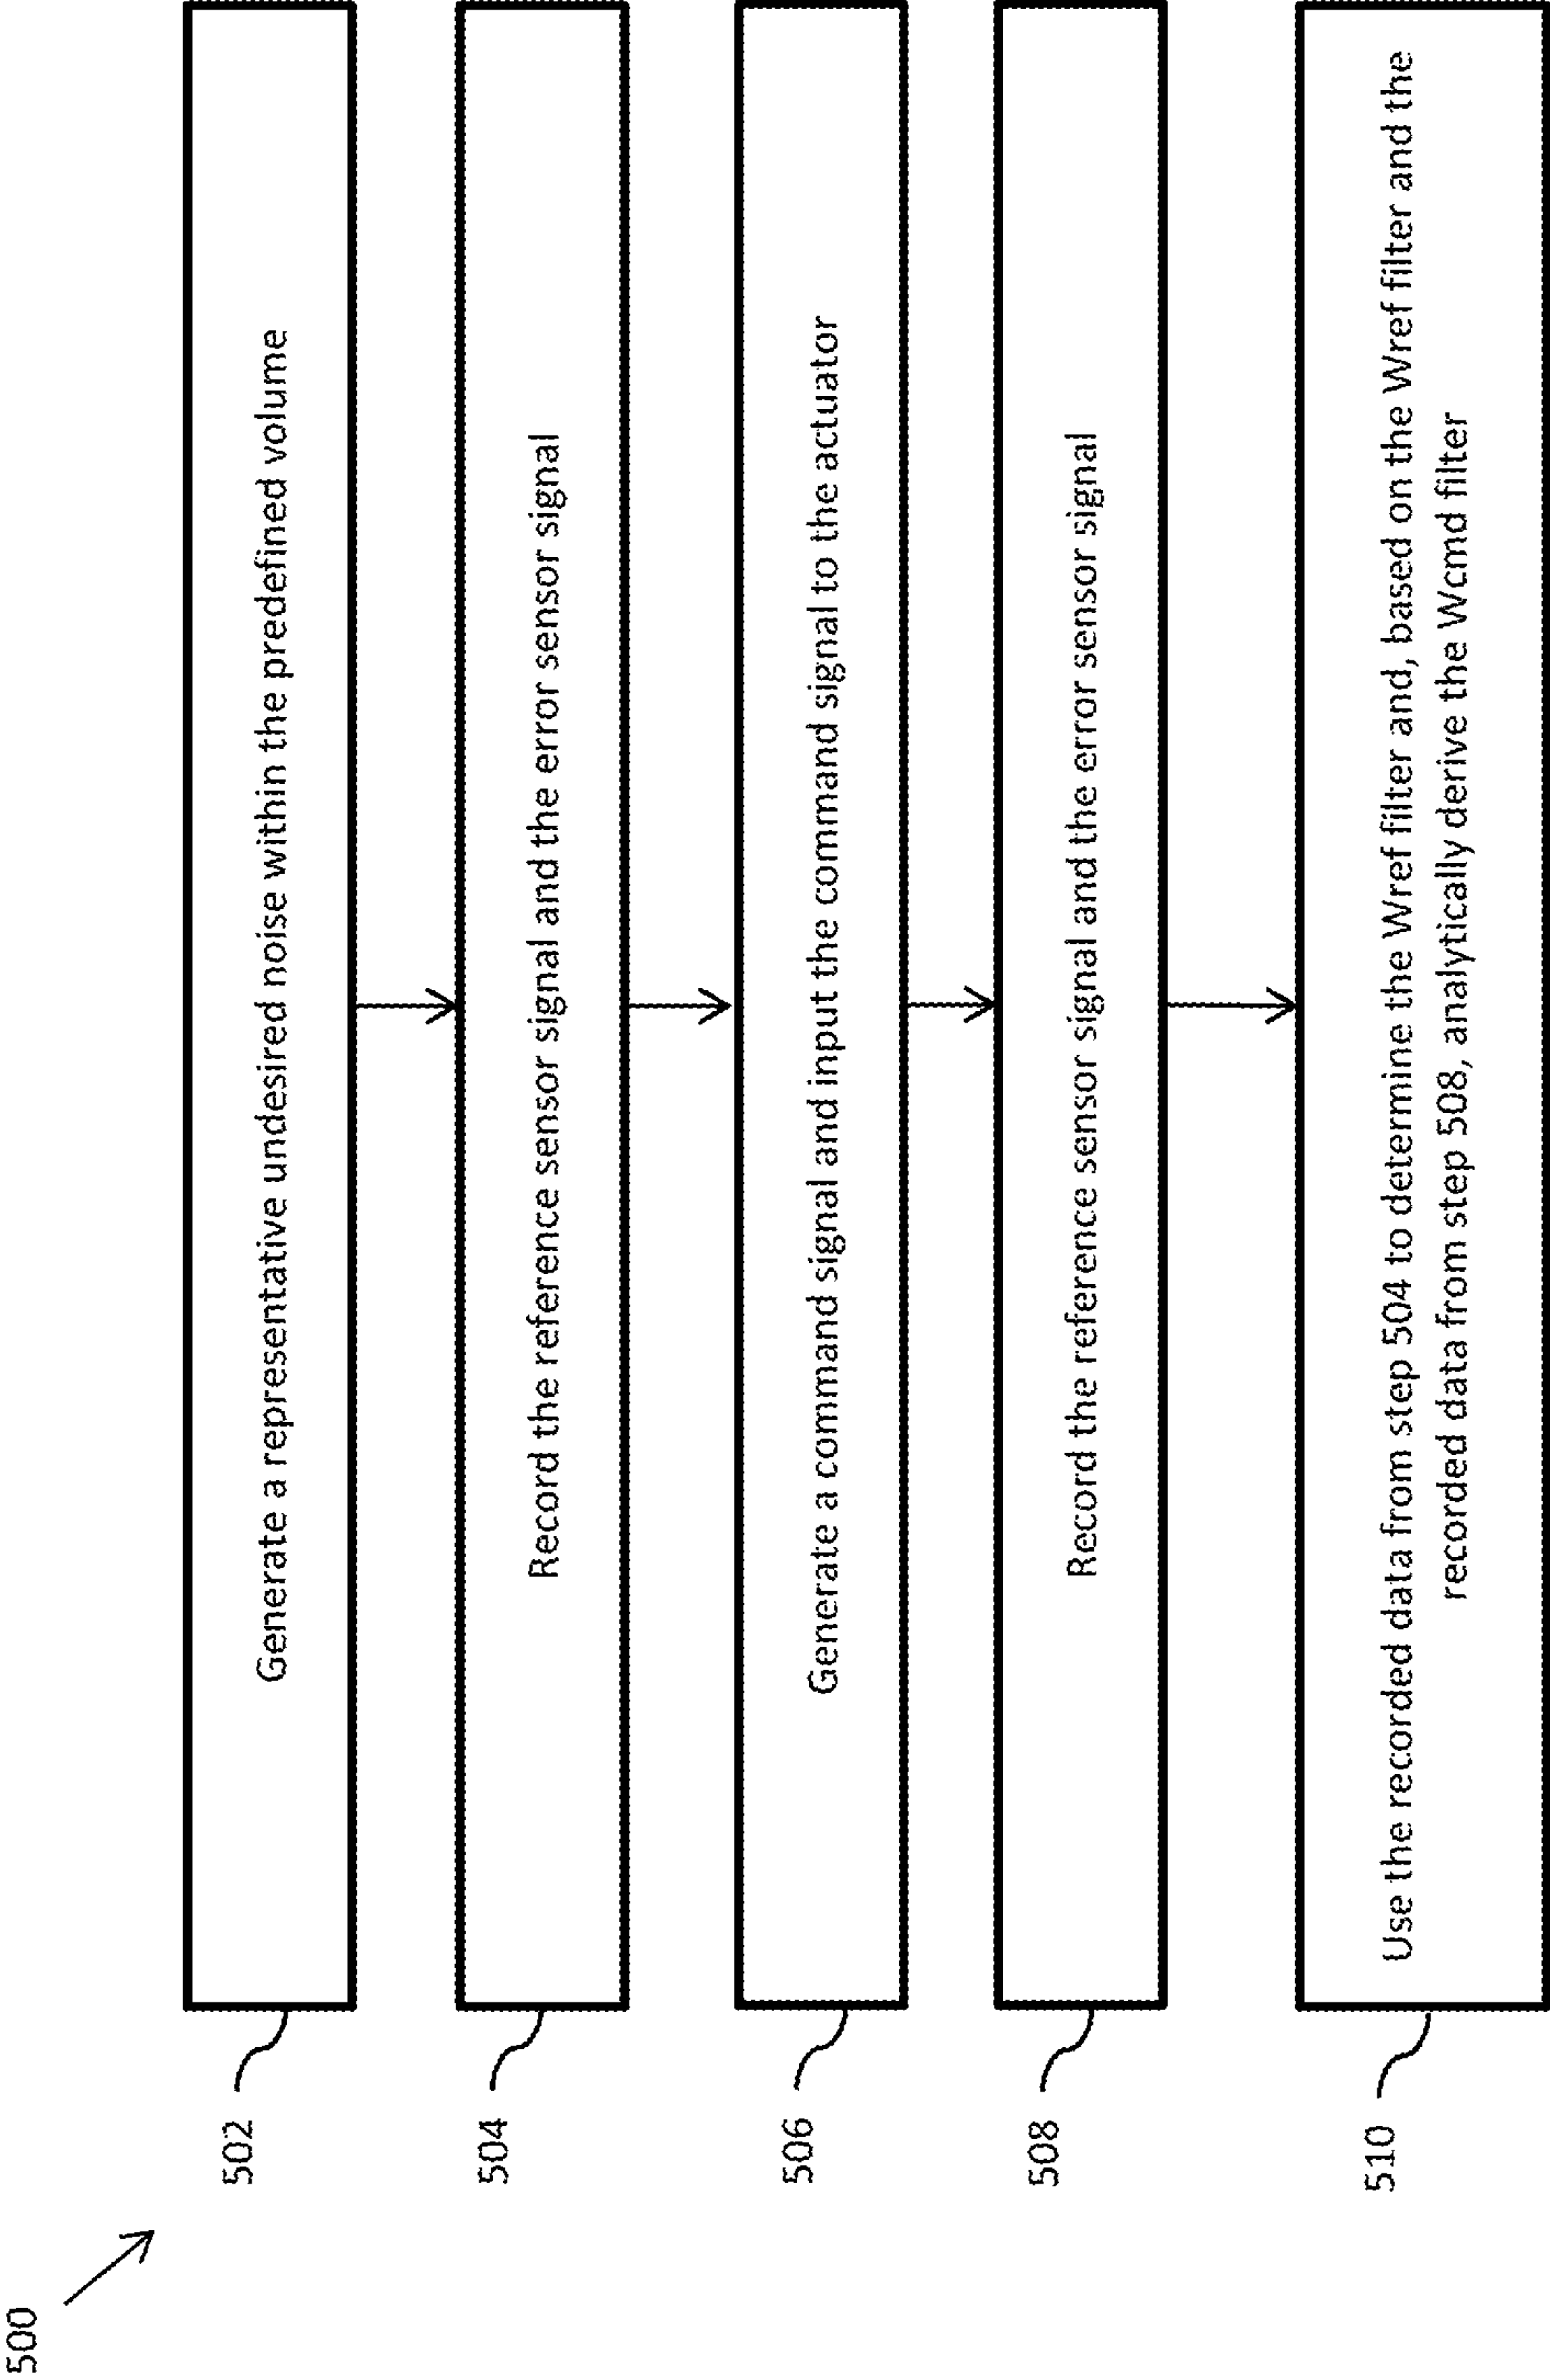 500
502
Generate a representative undesired noise within the predefined volume
504
Record the reference sensor signal and the error sensor signal
506
Generate a command signal and input the command signal to the actuator
508
Record the reference sensor signal and the error sensor signal
510
Use the recorded data from step 504 to determine the Wref filter and, based on the Wref filter and the
recorded data from step 508, analytically derive the Wcmd filter